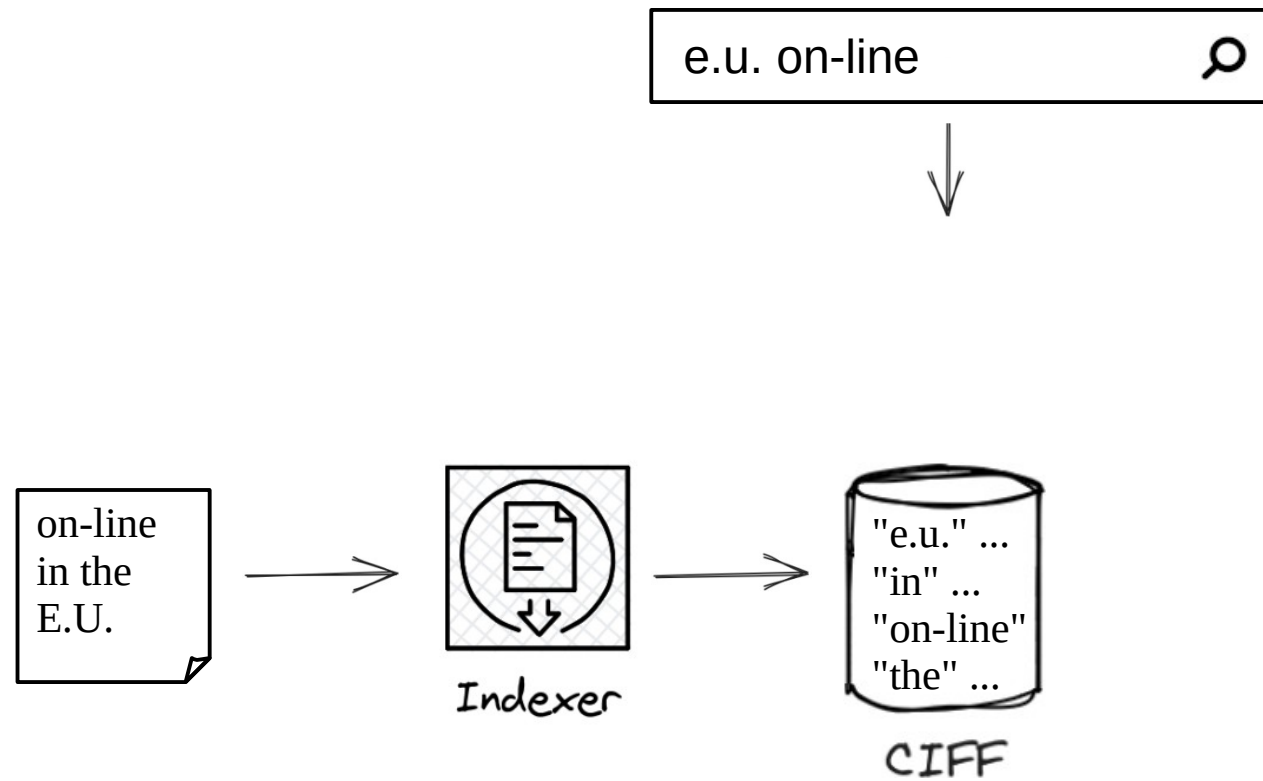 e.u. on-line
on-line
in the
E.U.
Indexer
"e.u." ...
"in" ...
"on-line"
"the" ...
CIFF